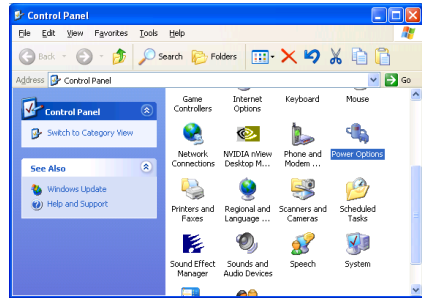 Control Panel
File Edit View Favorites Tools Help
Back Search Folders
Address Control Panel Go
Control Panel
Switch to Category View
See Also
Windows Update
Help and Support
Game Controllers
Internet Options
Keyboard
Mouse
Network Connections
NVIDIA nView Desktop M...
Phone and Modem ...
Power Options
Printers and Faxes
Regional and Language ...
Scanners and Cameras
Scheduled Tasks
Sound Effect Manager
Sounds and Audio Devices
Speech
System